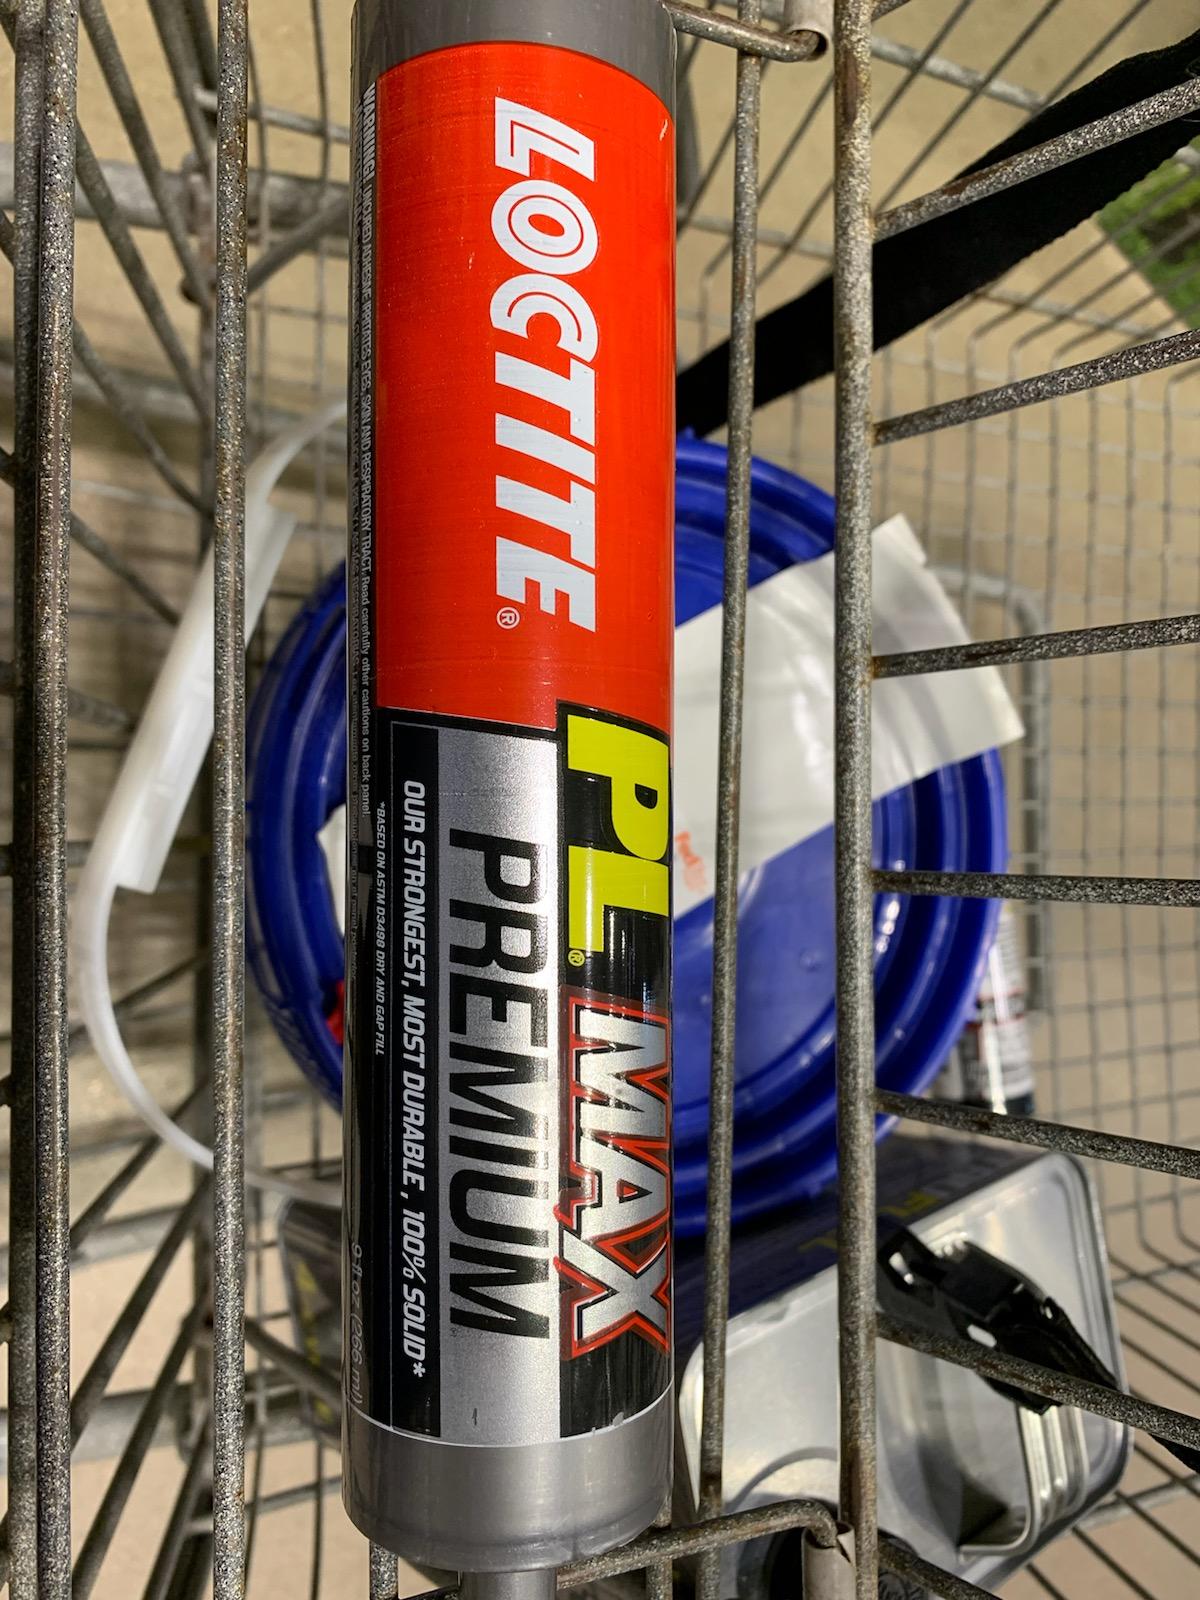 LOCTITE®
PL® MAX
PREMIUM
OUR STRONGEST, MOST DURABLE, 100% SOLID*
*BASED ON ASTM D3498 DRY AND GAP FILL
9 fl oz (266 ml)
WARNING! UNCURED ADHESIVE IRRITATES EYES, SKIN AND RESPIRATORY TRACT. Read carefully other cautions on back panel.